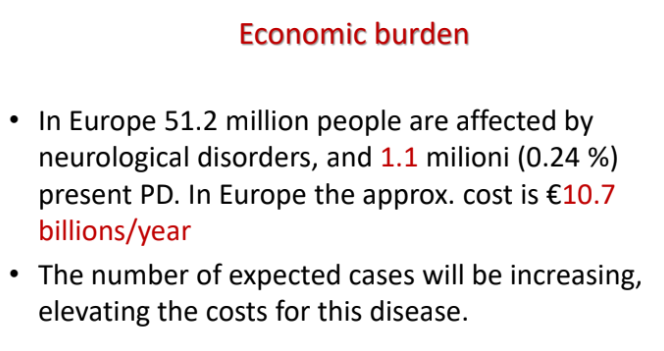 Economic burden
• In Europe 51.2 million people are affected by
neurological disorders, and 1.1 milioni (0.24 %)
present PD. In Europe the approx. cost is €10.7
billions/year
• The number of expected cases will be increasing,
elevating the costs for this disease.